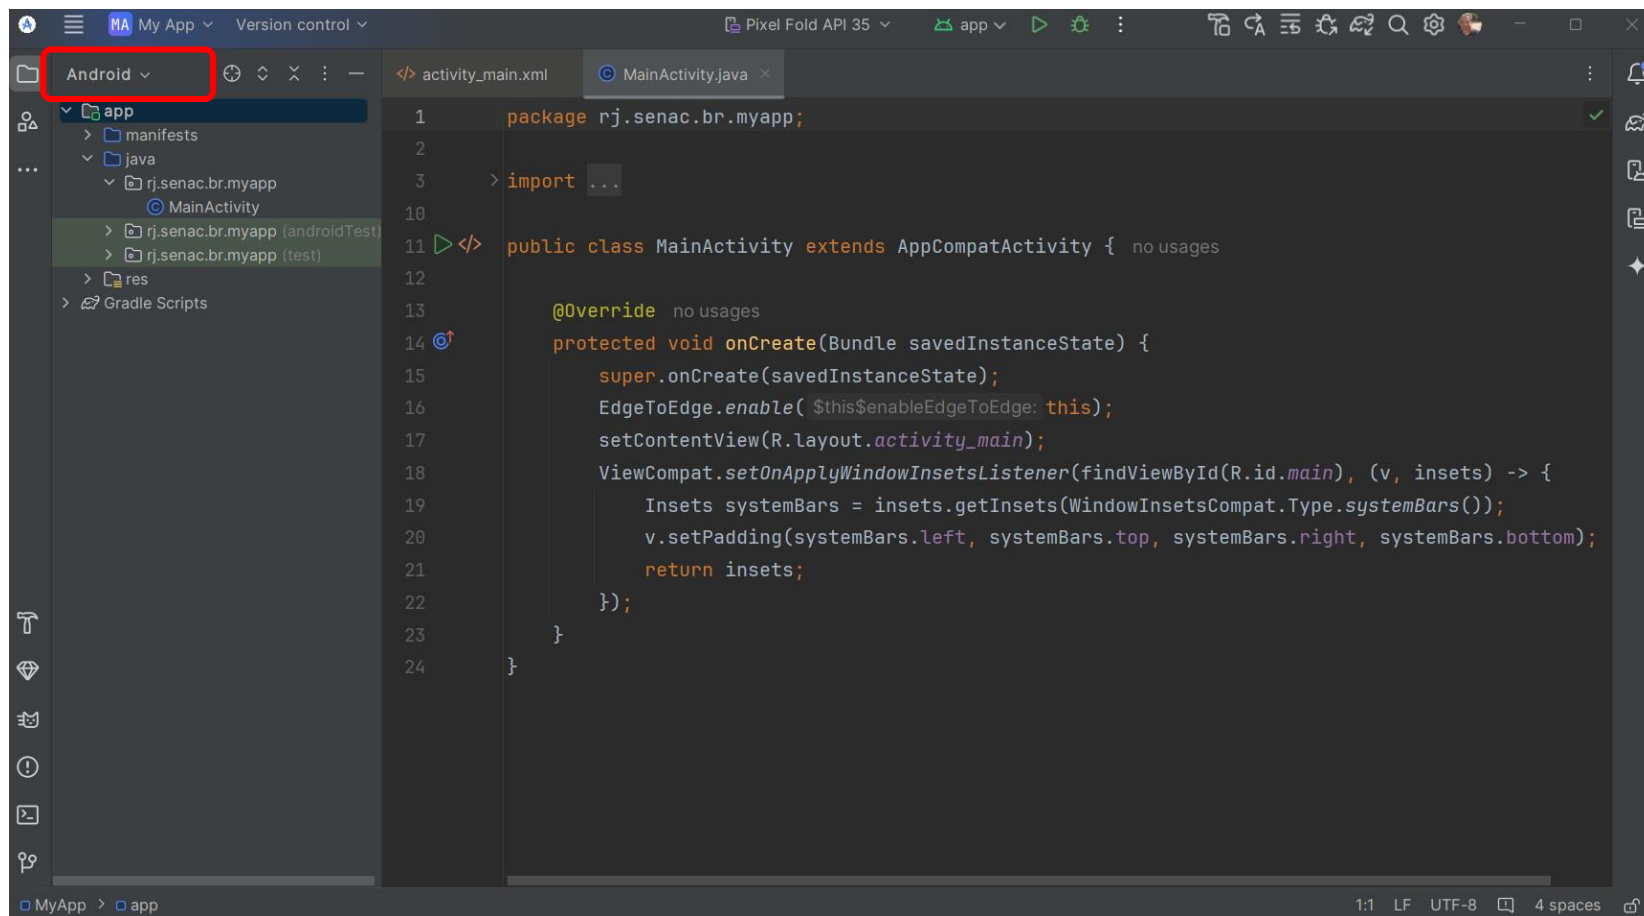 MA My App Version control Pixel Fold API 35 app
Android
activity_main.xml MainActivity.java
app
manifests
java
rj.senac.br.myapp
MainActivity
rj.senac.br.myapp (androidTest)
rj.senac.br.myapp (test)
res
Gradle Scripts
1 package rj.senac.br.myapp;
2
3 import ...
10
11 public class MainActivity extends AppCompatActivity { no usages
12
13 @Override no usages
14 protected void onCreate(Bundle savedInstanceState) {
15 super.onCreate(savedInstanceState);
16 EdgeToEdge.enable( $this$enableEdgeToEdge: this);
17 setContentView(R.layout.activity_main);
18 ViewCompat.setOnApplyWindowInsetsListener(findViewById(R.id.main), (v, insets) -> {
19 Insets systemBars = insets.getInsets(WindowInsetsCompat.Type.systemBars());
20 v.setPadding(systemBars.left, systemBars.top, systemBars.right, systemBars.bottom);
21 return insets;
22 });
23 }
24 }
MyApp > app 1:1 LF UTF-8 4 spaces